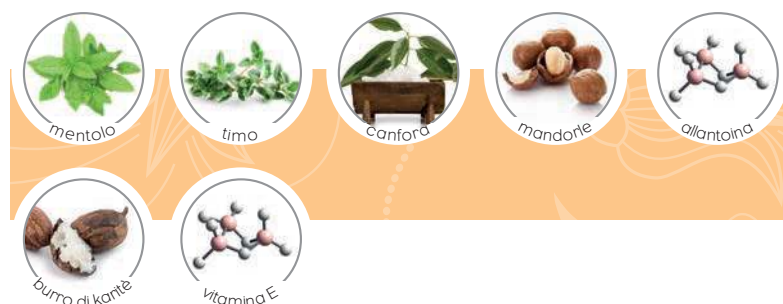 mentolo
timo
canfora
mandorle
allantoina
burro di karitè
vitamina E